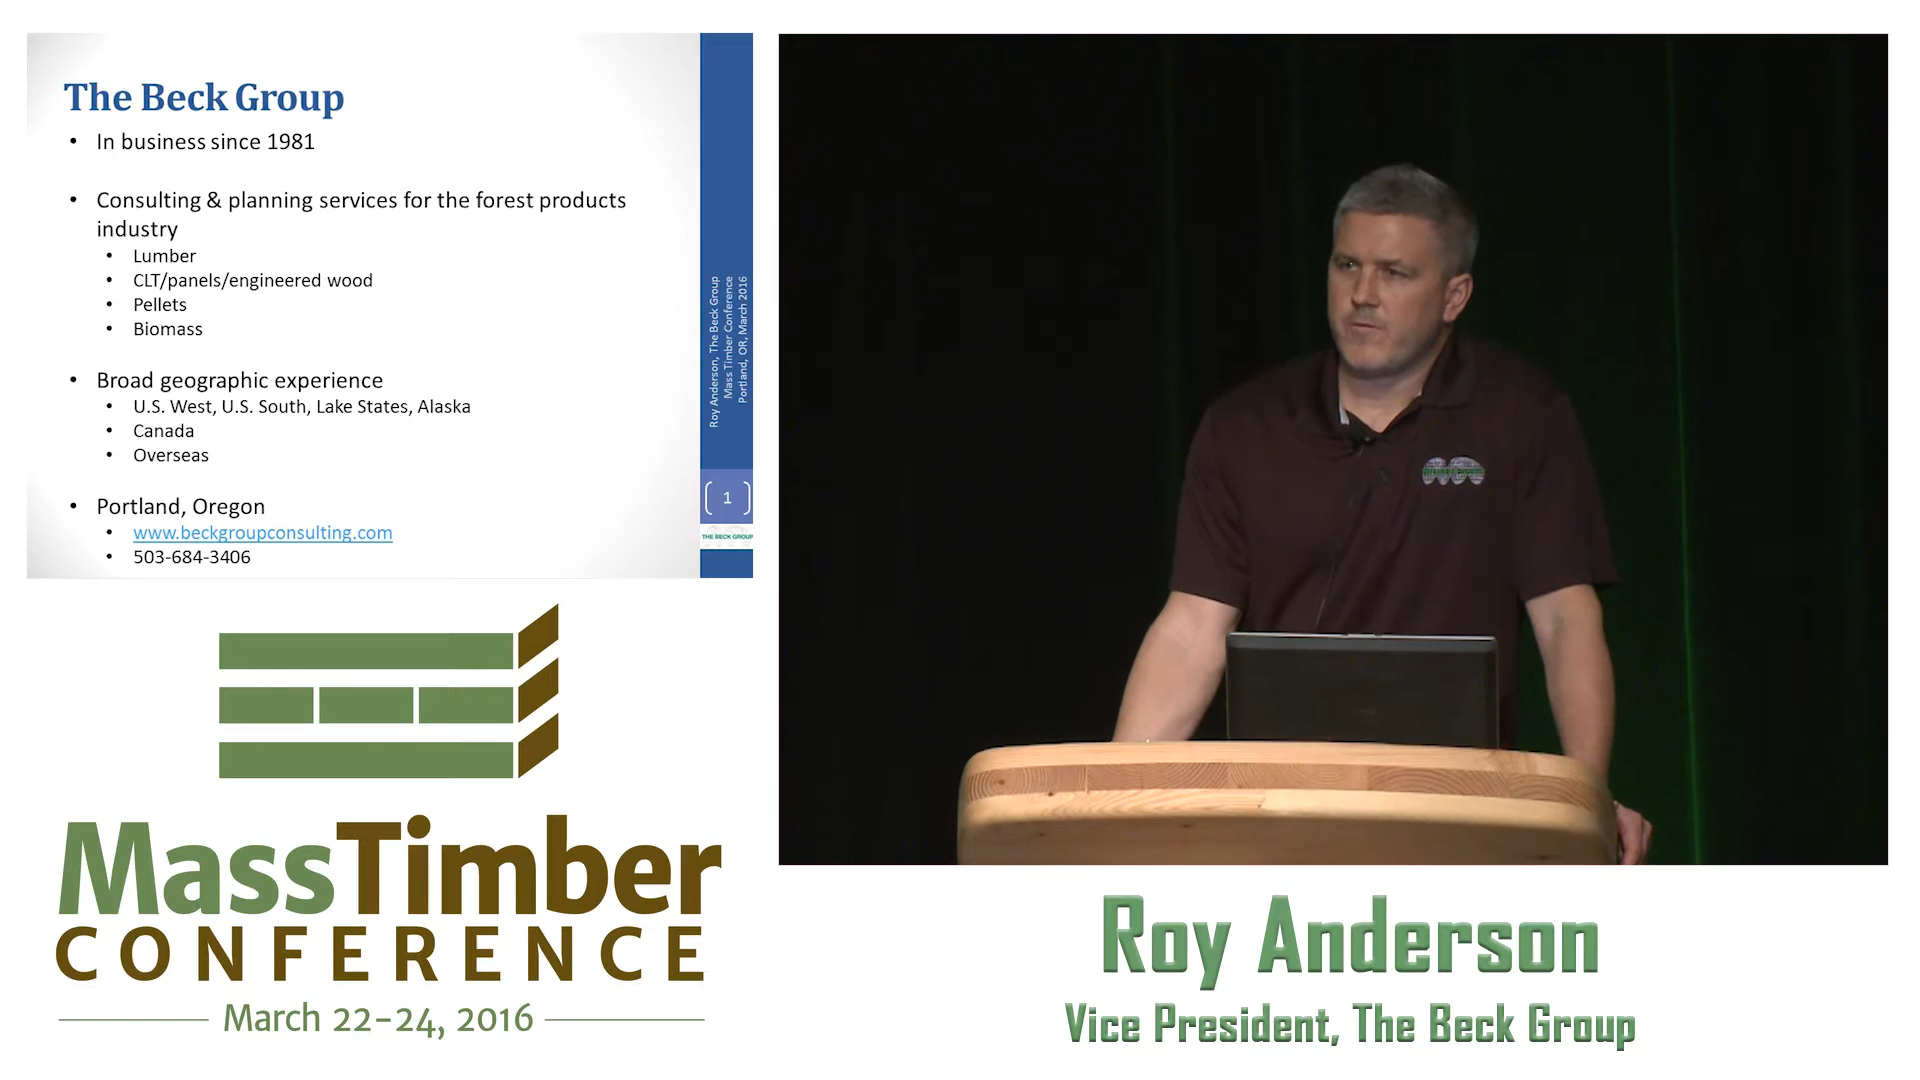 The Beck Group
• In business since 1981
• Consulting & planning services for the forest products
industry
• Lumber
• CLT/panels/engineered wood
• Pellets
• Biomass
• Broad geographic experience
• U.S. West, U.S. South, Lake States, Alaska
• Canada
• Overseas
• Portland, Oregon
• www.beckgroupconsulting.com
• 503-684-3406
Roy Anderson, The Beck Group
Mass Timber Conference
Portland, OR, March 2016
1
THE BECK GROUP
MassTimber
CONFERENCE
March 22–24, 2016
Roy Anderson
Vice President, The Beck Group